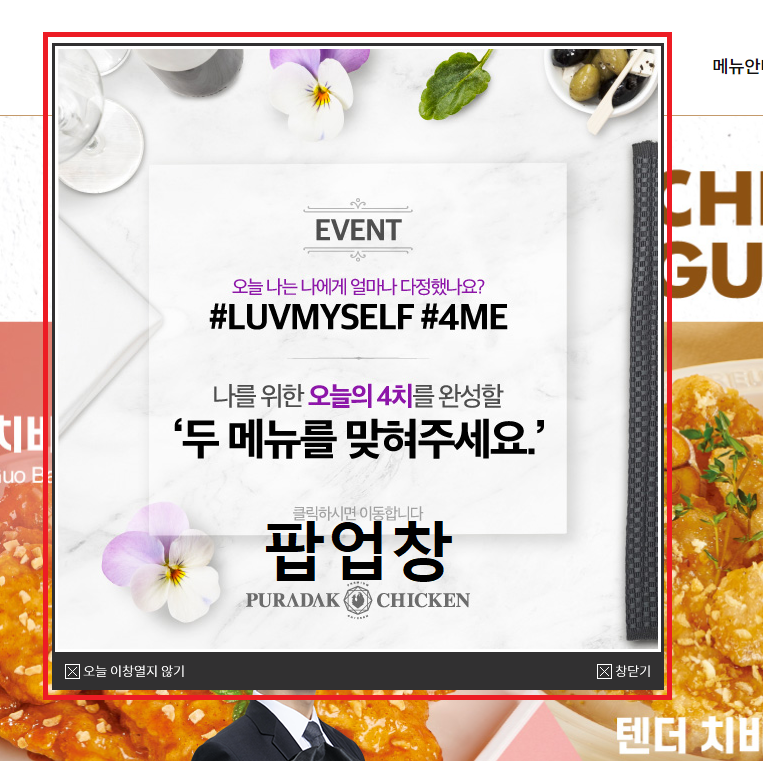 메뉴안
CHI
GU
EVENT
오늘 나는 나에게 얼마나 다정했나요?
#LUVMYSELF #4ME
나를 위한 오늘의 4치를 완성할
‘두 메뉴를 맞혀주세요.’
치바
Guo Ba
클릭하시면 이동합니다
팝업창
PURADAK CHICKEN
오늘 이창열지 않기
창닫기
텐더 치바